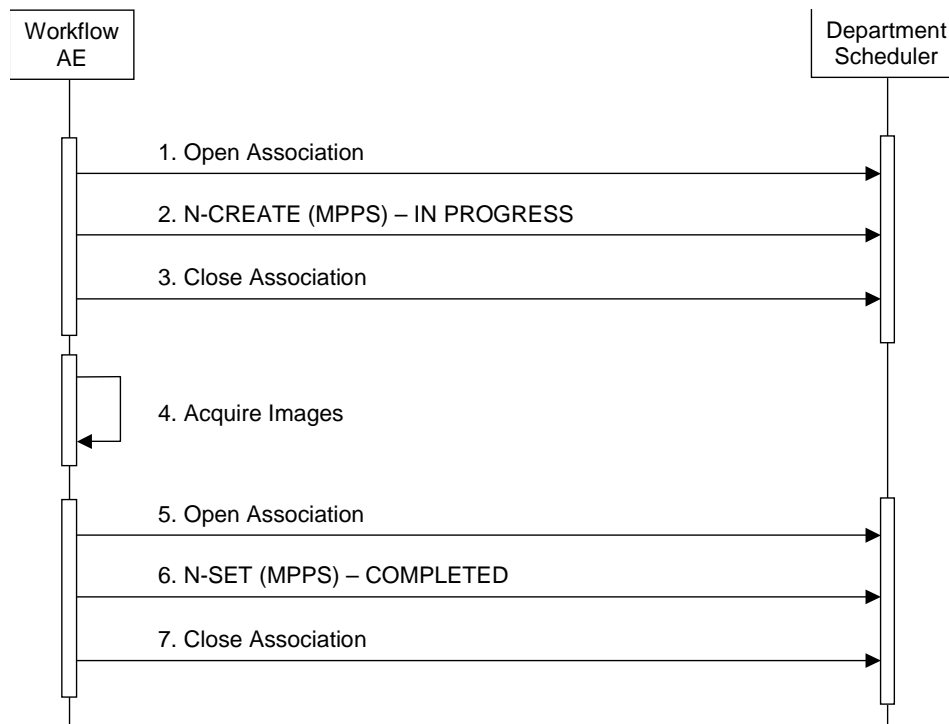 Workflow
AE
Department
Scheduler
1. Open Association
2. N-CREATE (MPPS) – IN PROGRESS
3. Close Association
4. Acquire Images
5. Open Association
6. N-SET (MPPS) – COMPLETED
7. Close Association